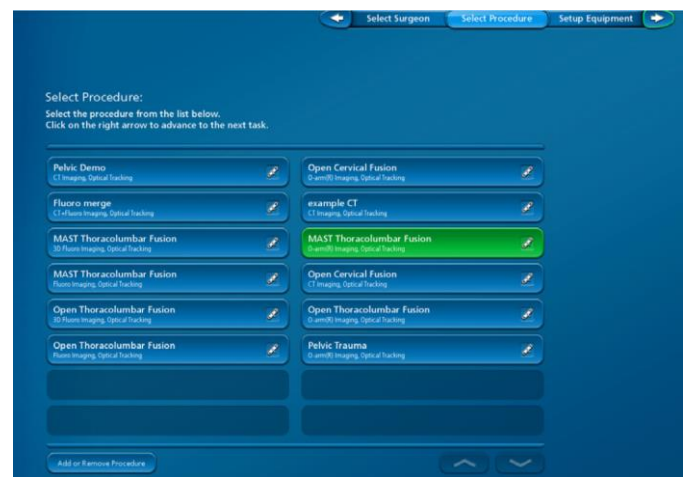 Select Surgeon
Select Procedure
Setup Equipment
Select Procedure:
Select the procedure from the list below.
Click on the right arrow to advance to the next task.
Pelvic Demo
CT Imaging, Optical Tracking
Open Cervical Fusion
O-arm(R) Imaging, Optical Tracking
Fluoro merge
CT+Fluoro Imaging, Optical Tracking
example CT
CT Imaging, Optical Tracking
MAST Thoracolumbar Fusion
3D Fluoro Imaging, Optical Tracking
MAST Thoracolumbar Fusion
O-arm(R) Imaging, Optical Tracking
MAST Thoracolumbar Fusion
Fluoro Imaging, Optical Tracking
Open Cervical Fusion
CT Imaging, Optical Tracking
Open Thoracolumbar Fusion
3D Fluoro Imaging, Optical Tracking
Open Thoracolumbar Fusion
O-arm(R) Imaging, Optical Tracking
Open Thoracolumbar Fusion
Fluoro Imaging, Optical Tracking
Pelvic Trauma
O-arm(R) Imaging, Optical Tracking
Add or Remove Procedure